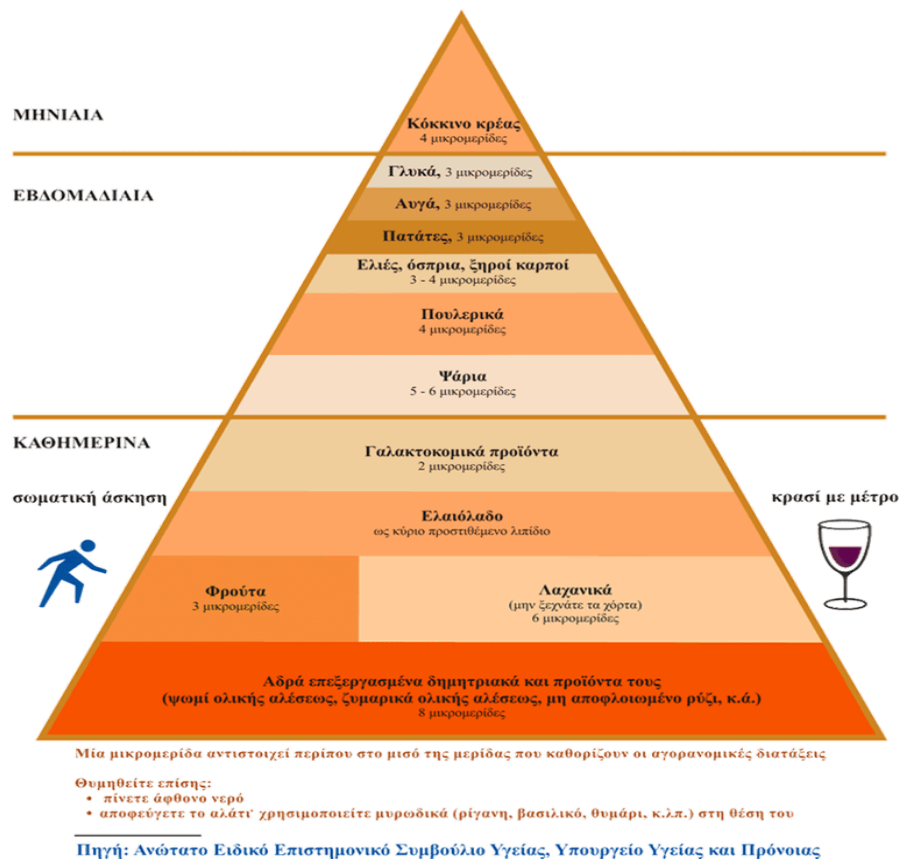 ΜΗΝΙΑΙΑ
Κόκκινο κρέας
4 μικρομερίδες
ΕΒΔΟΜΑΔΙΑΙΑ
Γλυκά, 3 μικρομερίδες
Αυγά, 3 μικρομερίδες
Πατάτες, 3 μικρομερίδες
Ελιές, όσπρια, ξηροί καρποί
3 - 4 μικρομερίδες
Πουλερικά
4 μικρομερίδες
Ψάρια
5 - 6 μικρομερίδες
ΚΑΘΗΜΕΡΙΝΑ
Γαλακτοκομικά προϊόντα
2 μικρομερίδες
σωματική άσκηση
κρασί με μέτρο
Ελαιόλαδο
ως κύριο προστιθέμενο λιπίδιο
Φρούτα
3 μικρομερίδες
Λαχανικά
(μην ξεχνάτε τα χόρτα)
6 μικρομερίδες
Αδρά επεξεργασμένα δημητριακά και προϊόντα τους
(ψωμί ολικής αλέσεως, ζυμαρικά ολικής αλέσεως, μη αποφλοιωμένο ρύζι, κ.ά.)
8 μικρομερίδες
Μία μικρομερίδα αντιστοιχεί περίπου στο μισό της μερίδας που καθορίζουν οι αγορανομικές διατάξεις
Θυμηθείτε επίσης:
• πίνετε άφθονο νερό
• αποφεύγετε το αλάτι· χρησιμοποιείτε μυρωδικά (ρίγανη, βασιλικό, θυμάρι, κ.λπ.) στη θέση του
Πηγή: Ανώτατο Ειδικό Επιστημονικό Συμβούλιο Υγείας, Υπουργείο Υγείας και Πρόνοιας